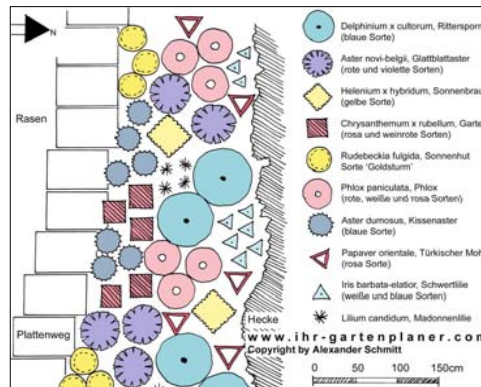 N
Rasen
Plattenweg
Hecke
Delphinium x cultorum, Rittersporn
(blaue Sorte)
Aster novi-belgii, Glattblattaster
(rote und violette Sorten)
Helenium x hybridum, Sonnenbrau
(gelbe Sorte)
Chrysanthemum x rubellum, Garte
(rosa und weinrote Sorten)
Rudebeckia fulgida, Sonnenhut
Sorte 'Goldsturm'
Phlox paniculata, Phlox
(rote, weiße und rosa Sorten)
Aster dumosus, Kissenaster
(blaue Sorte)
Papaver orientale, Türkischer Moh
(rosa Sorte)
Iris barbata-elatior, Schwertlilie
(weiße und blaue Sorten)
Lilium candidum, Madonnenlilie
www.ihr-gartenplaner.com
Copyright by Alexander Schmitt
0 50 100 150cm